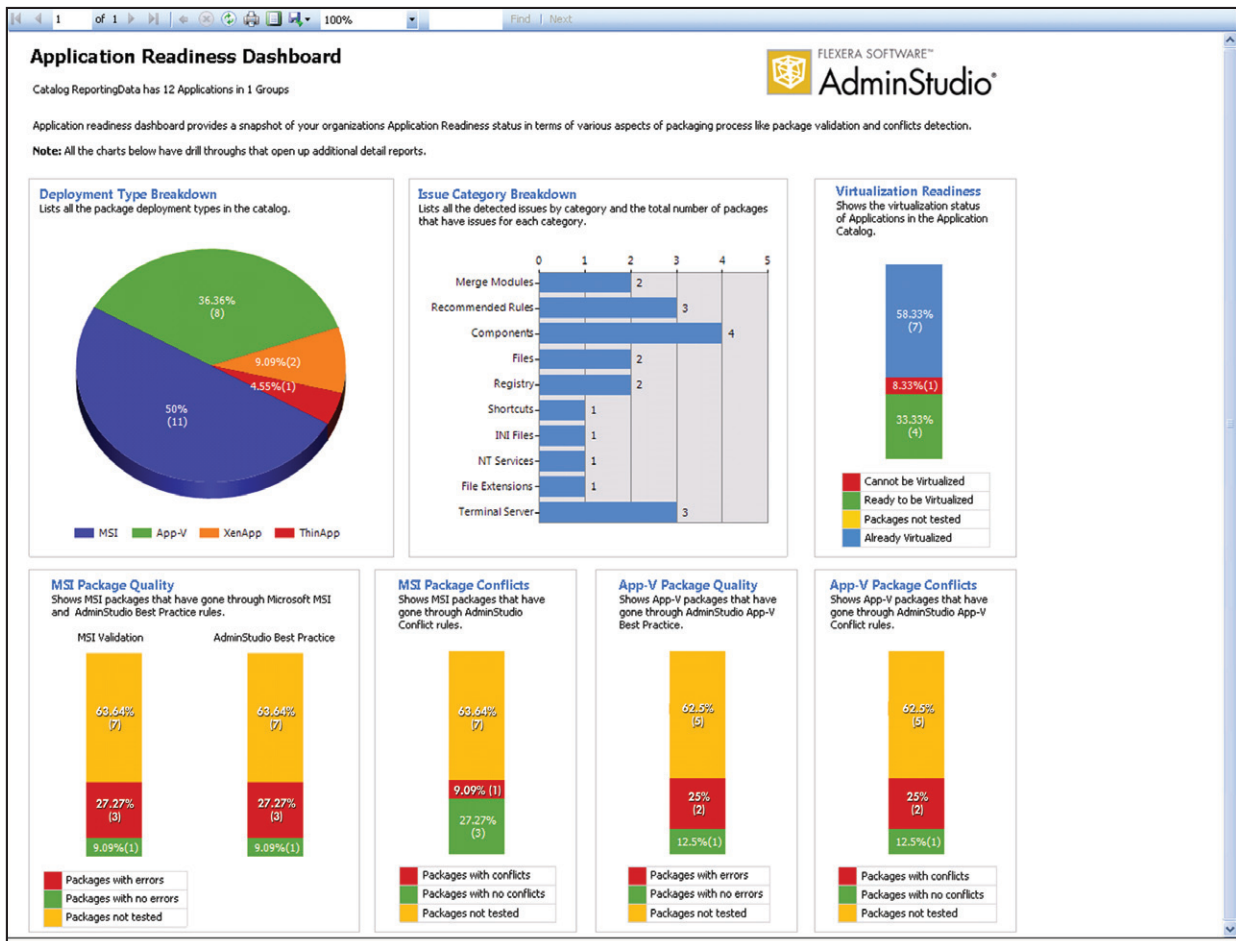 1 of 1 100% Find | Next
Application Readiness Dashboard
FLEXERA SOFTWARE™
AdminStudio®
Catalog ReportingData has 12 Applications in 1 Groups
Application readiness dashboard provides a snapshot of your organizations Application Readiness status in terms of various aspects of packaging process like package validation and conflicts detection.
Note: All the charts below have drill throughs that open up additional detail reports.
Deployment Type Breakdown
Lists all the package deployment types in the catalog.
36.36%
(8)
9.09%(2)
4.55%(1)
50%
(11)
MSI App-V XenApp ThinApp
Issue Category Breakdown
Lists all the detected issues by category and the total number of packages
that have issues for each category.
0 1 2 3 4 5
Merge Modules 2
Recommended Rules 3
Components 4
Files 2
Registry 2
Shortcuts 1
INI Files 1
NT Services 1
File Extensions 1
Terminal Server 3
Virtualization Readiness
Shows the virtualization status
of Applications in the Application
Catalog.
58.33%
(7)
8.33%(1)
33.33%
(4)
Cannot be Virtualized
Ready to be Virtualized
Packages not tested
Already Virtualized
MSI Package Quality
Shows MSI packages that have gone through Microsoft MSI
and AdminStudio Best Practice rules.
MSI Validation AdminStudio Best Practice
63.64% 63.64%
(7) (7)
27.27% 27.27%
(3) (3)
9.09%(1) 9.09%(1)
Packages with errors
Packages with no errors
Packages not tested
MSI Package Conflicts
Shows MSI packages that have
gone through AdminStudio
Conflict rules.
63.64%
(7)
9.09% (1)
27.27%
(3)
Packages with conflicts
Packages with no conflicts
Packages not tested
App-V Package Quality
Shows App-V packages that have
gone through AdminStudio App-V
Best Practice.
62.5%
(5)
25%
(2)
12.5%(1)
Packages with errors
Packages with no errors
Packages not tested
App-V Package Conflicts
Shows App-V packages that have
gone through AdminStudio App-V
Conflict rules.
62.5%
(5)
25%
(2)
12.5%(1)
Packages with conflicts
Packages with no conflicts
Packages not tested